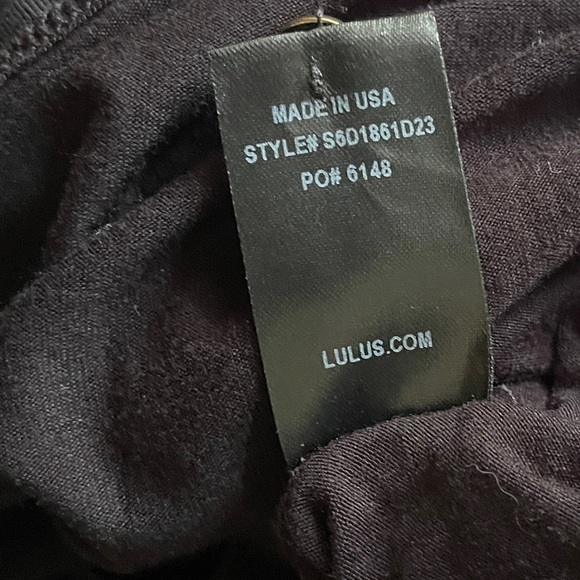 MADE IN USA
STYLE# S6D1861D23
PO# 6148
LULUS.COM